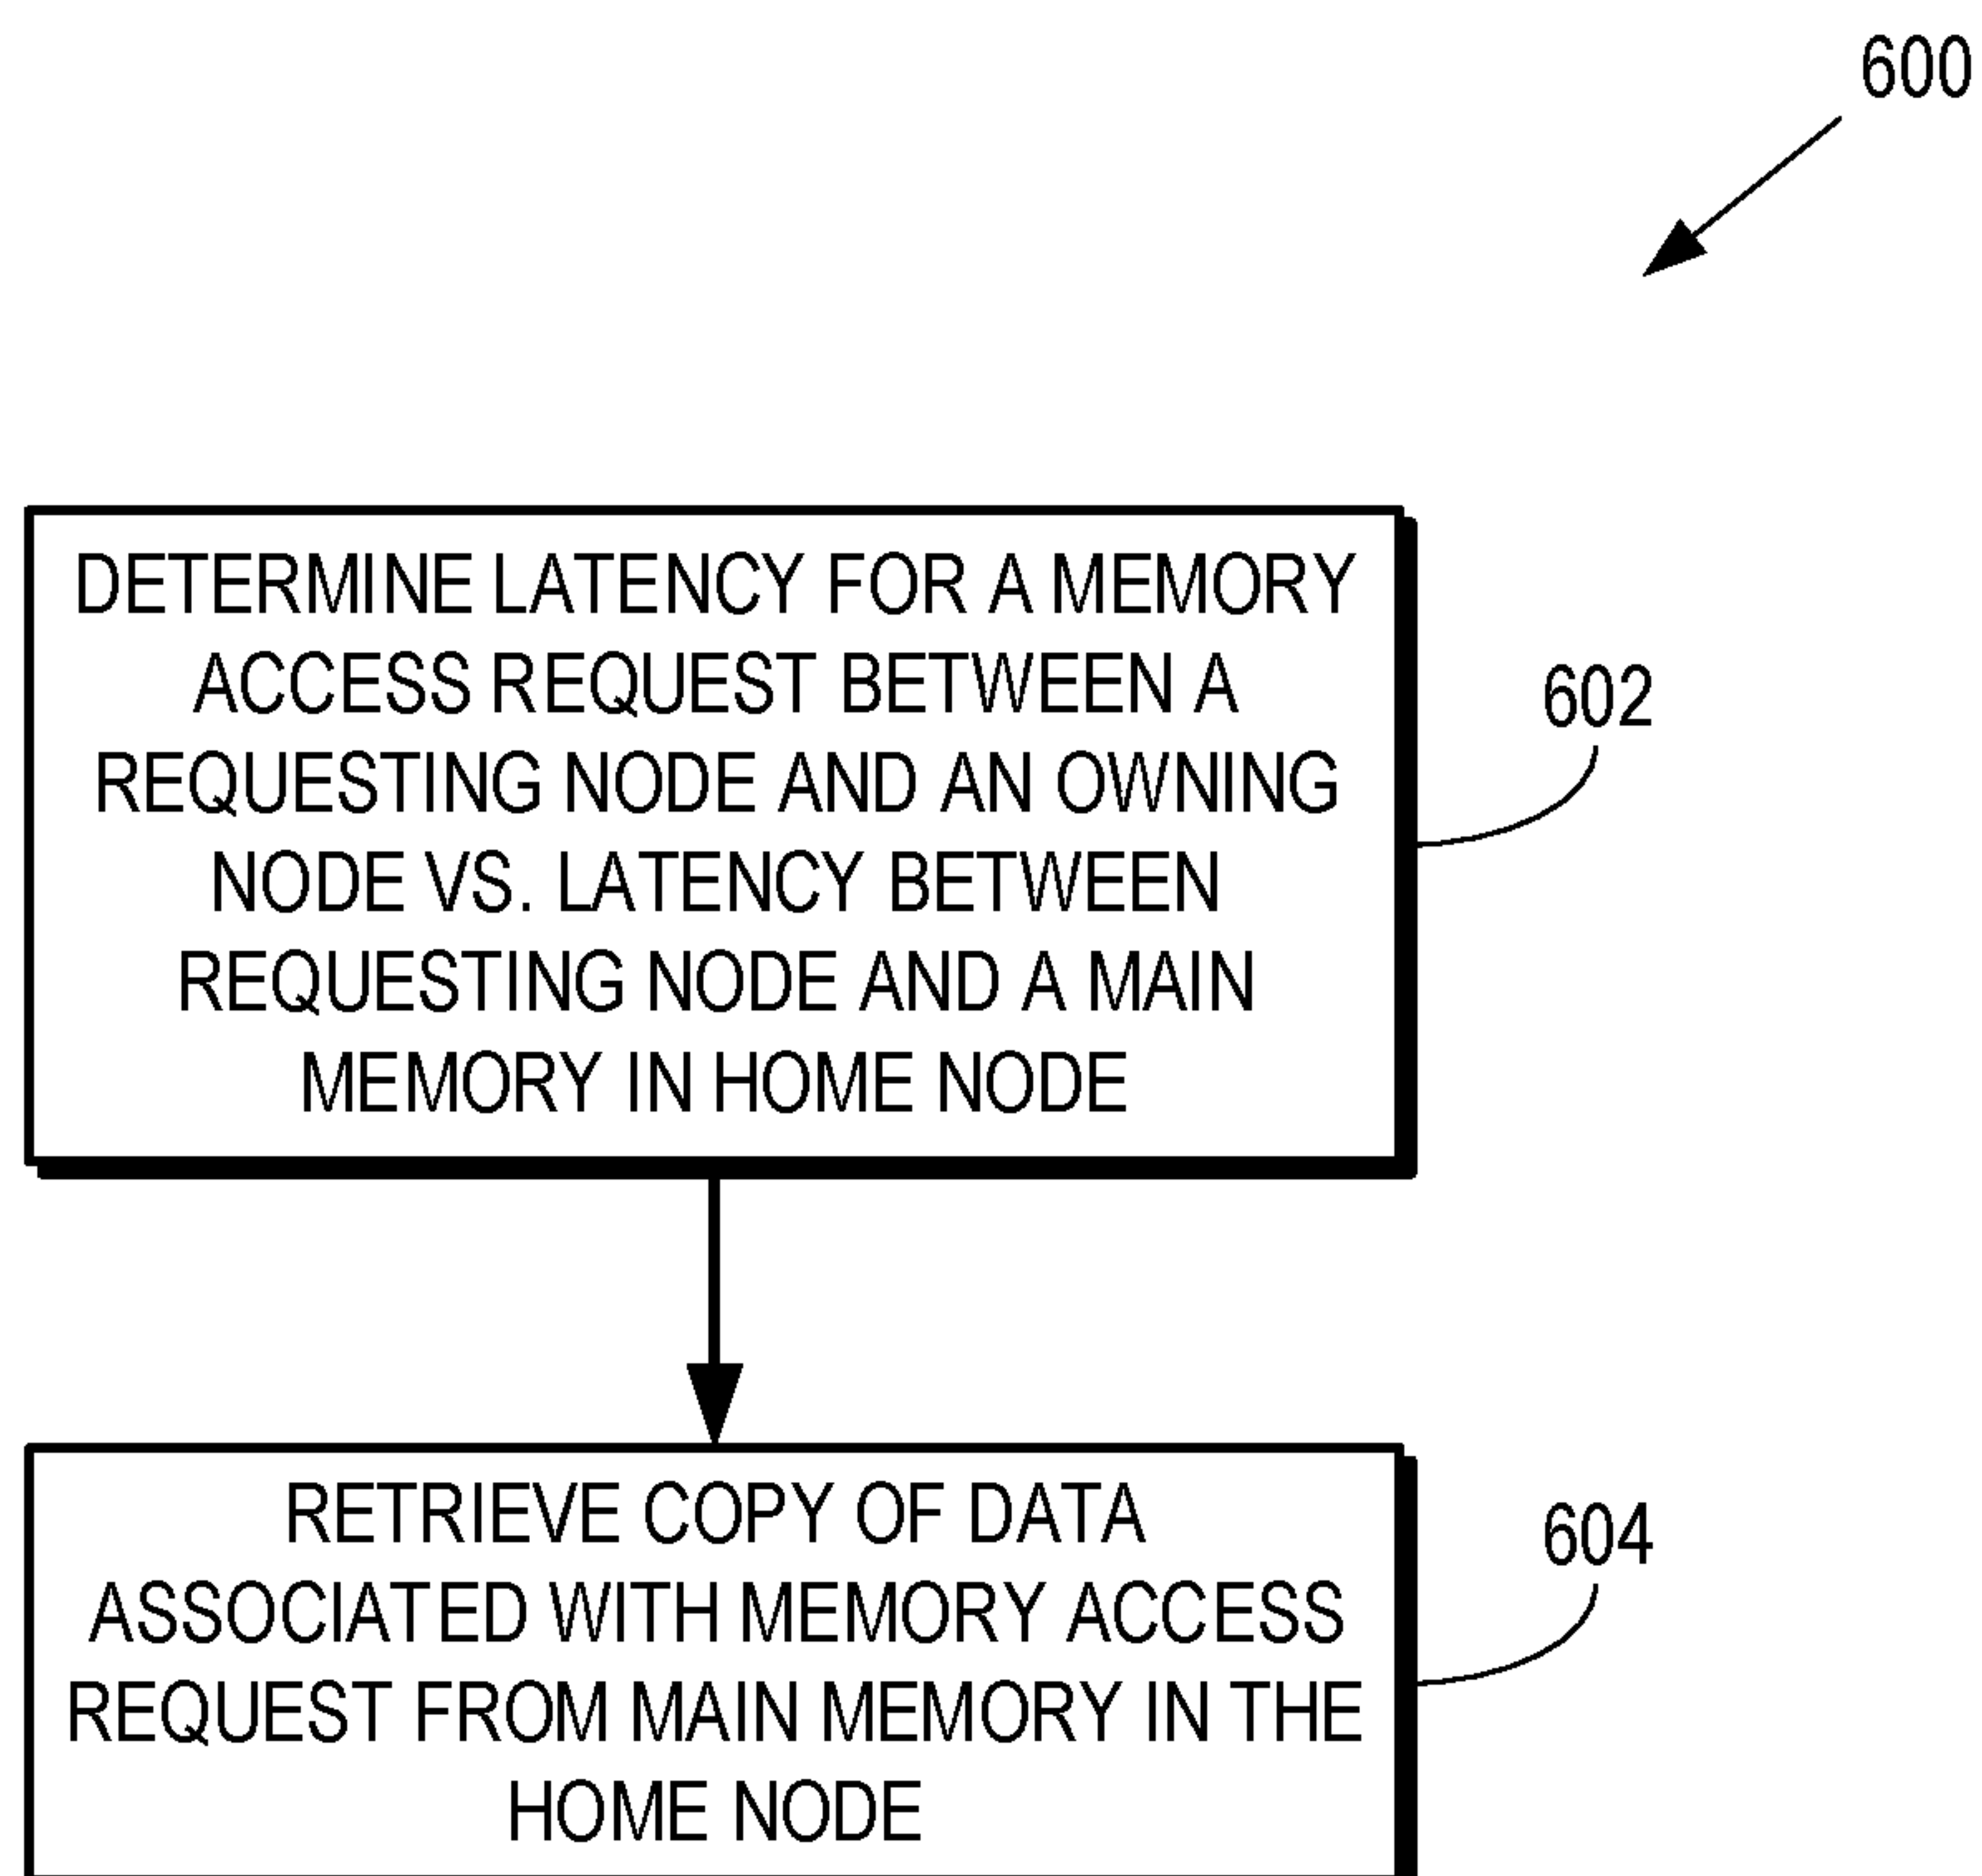 600
DETERMINE LATENCY FOR A MEMORY
ACCESS REQUEST BETWEEN A
REQUESTING NODE AND AN OWNING
NODE VS. LATENCY BETWEEN
REQUESTING NODE AND A MAIN
MEMORY IN HOME NODE
602
RETRIEVE COPY OF DATA
ASSOCIATED WITH MEMORY ACCESS
REQUEST FROM MAIN MEMORY IN THE
HOME NODE
604